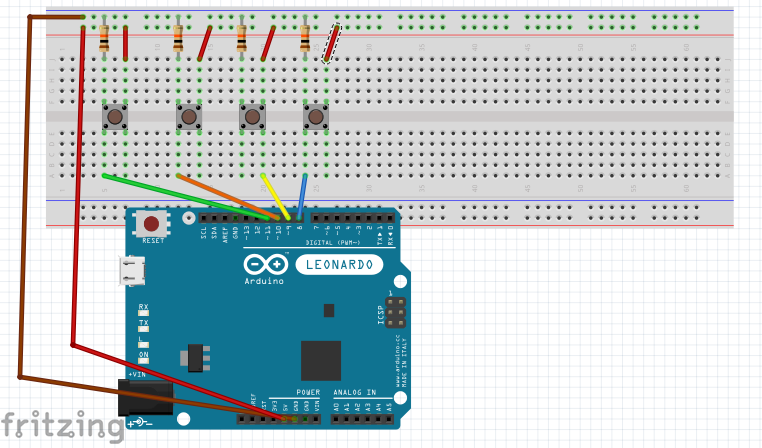 RESET
SCL
SDA
AREF
GND
~13
12
~11
~10
~9
8
7
~6
~5
4
~3
2
TX▶1
RX◀0
DIGITAL (PWM~)
Arduino
LEONARDO
RX
TX
L
ON
ICSP
1
www.arduino.cc
MADE IN ITALY
+VIN
POWER
ANALOG IN
3V3
5V
GND
GND
VIN
A0
A1
A2
A3
A4
A5
fritzing